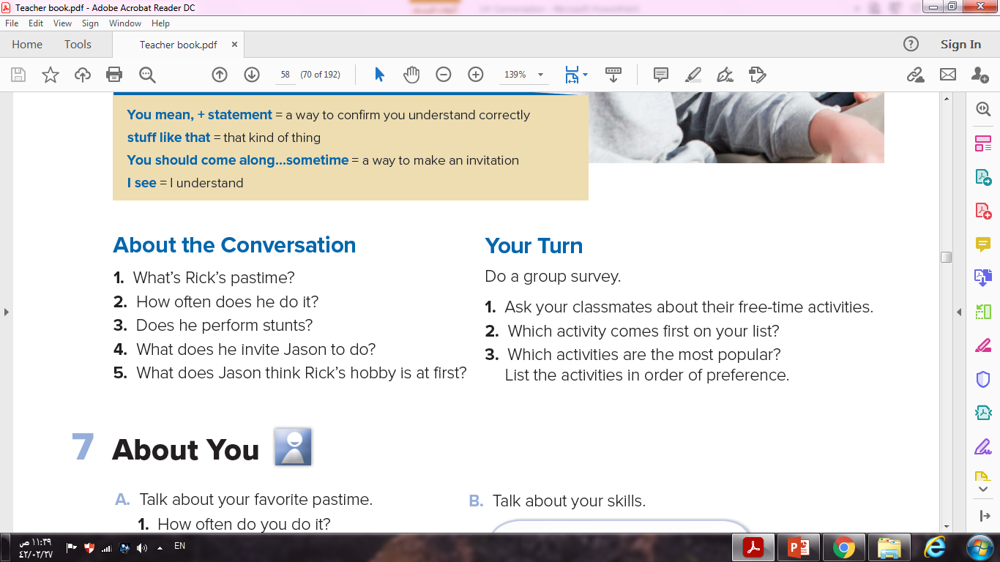 Teacher book.pdf - Adobe Acrobat Reader DC
File Edit View Sign Window Help
Home Tools Teacher book.pdf × Sign In
58 (70 of 192) 139%
You mean, + statement = a way to confirm you understand correctly
stuff like that = that kind of thing
You should come along...sometime = a way to make an invitation
I see = I understand
About the Conversation
1. What's Rick's pastime?
2. How often does he do it?
3. Does he perform stunts?
4. What does he invite Jason to do?
5. What does Jason think Rick's hobby is at first?
Your Turn
Do a group survey.
1. Ask your classmates about their free-time activities.
2. Which activity comes first on your list?
3. Which activities are the most popular?
List the activities in order of preference.
7 About You
A. Talk about your favorite pastime.
1. How often do you do it?
B. Talk about your skills.
١١:٣٩ ص
٤٢/٠٢/٢٧
EN